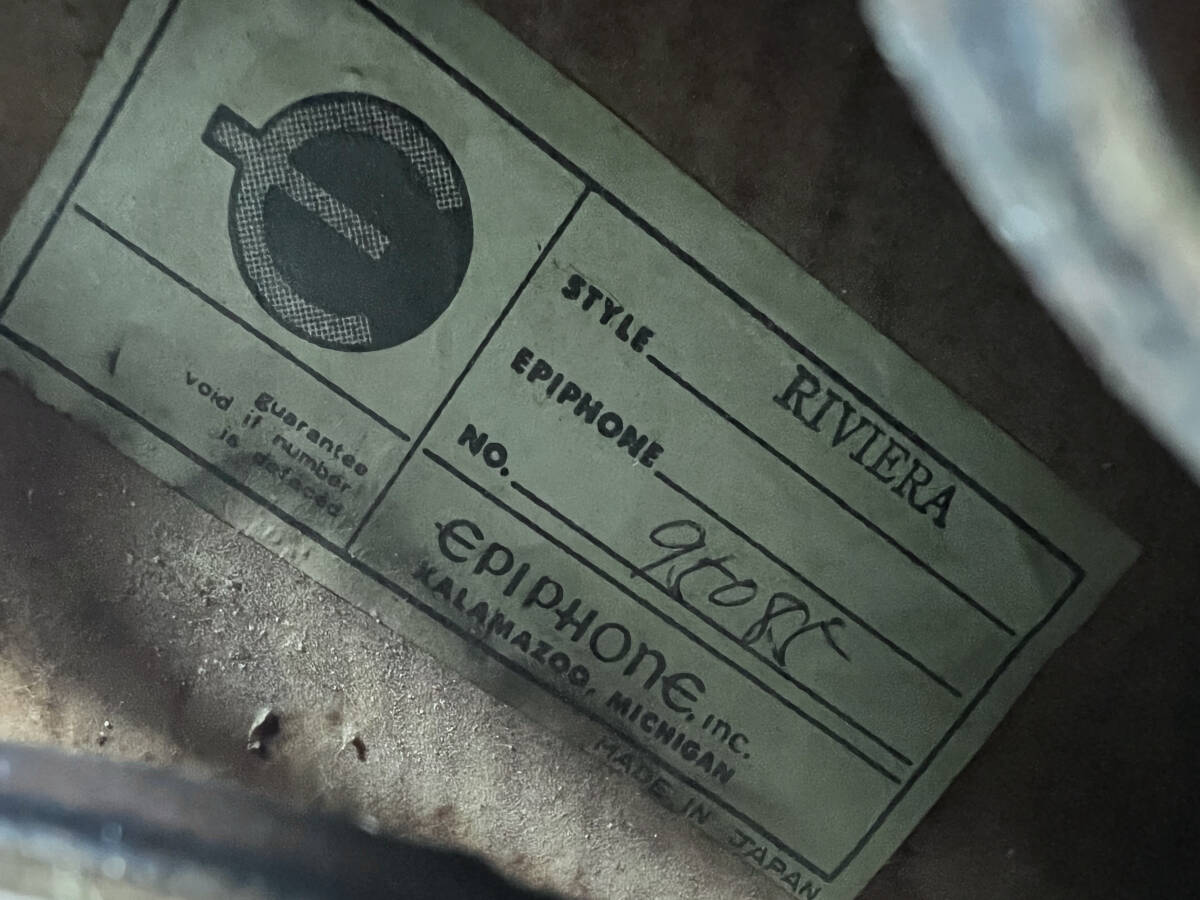 STYLE RIVIERA
EPIPHONE
NO.
guarantee
void if number
is defaced
EPIPHONE, INC.
KALAMAZOO, MICHIGAN
MADE IN JAPAN